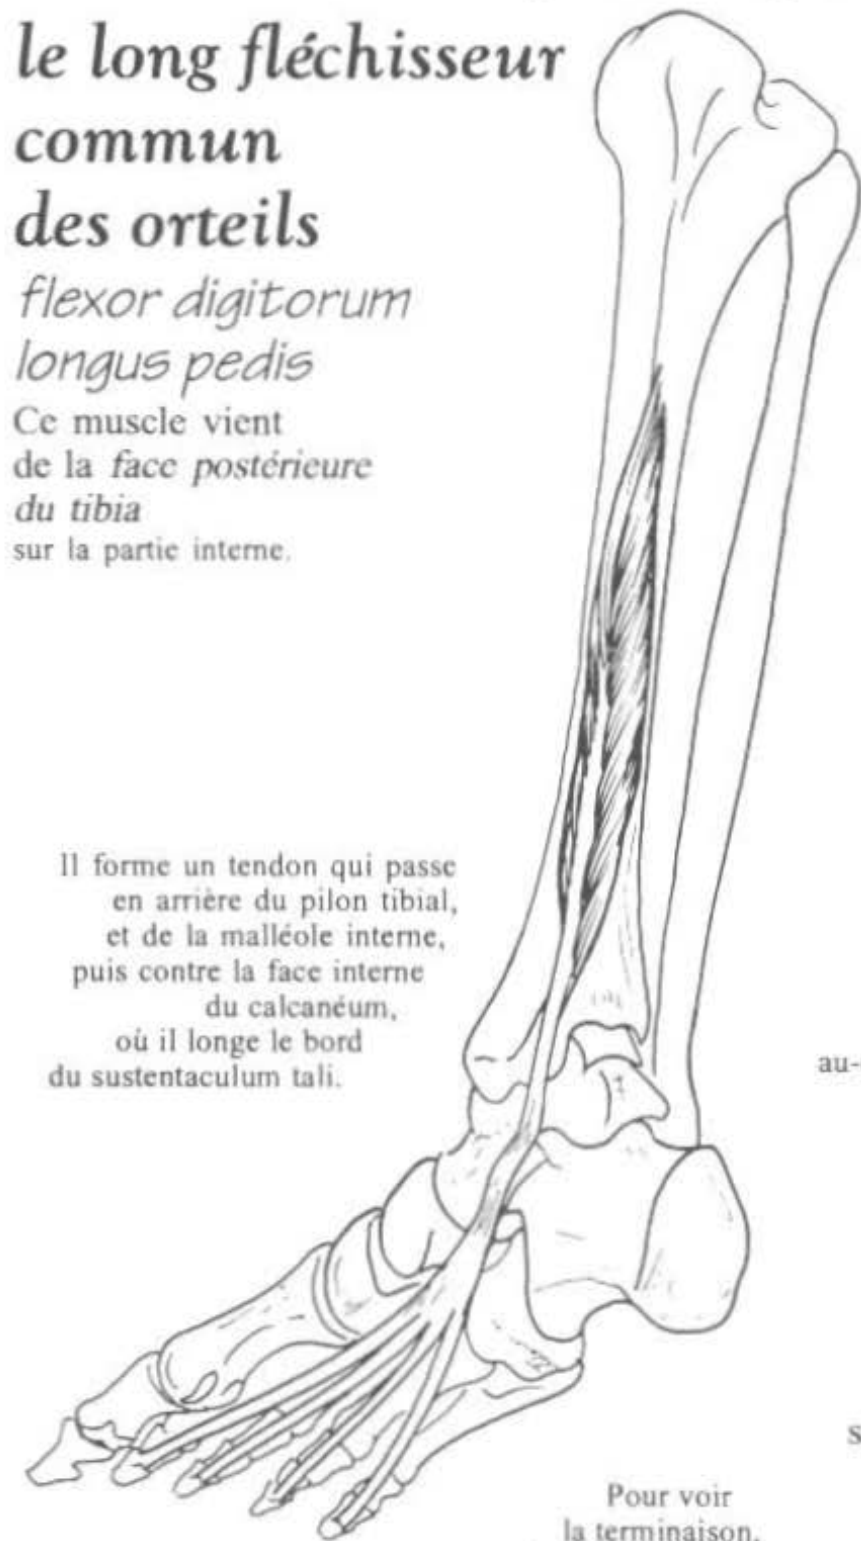 le long fléchisseur
commun
des orteils
flexor digitorum
longus pedis
Ce muscle vient
de la face postérieure
du tibia
sur la partie interne.
Il forme un tendon qui passe
en arrière du pilon tibial,
et de la malléole interne,
puis contre la face interne
du calcanéum,
où il longe le bord
du sustentaculum tali.
au-
s
Pour voir
la terminaison,